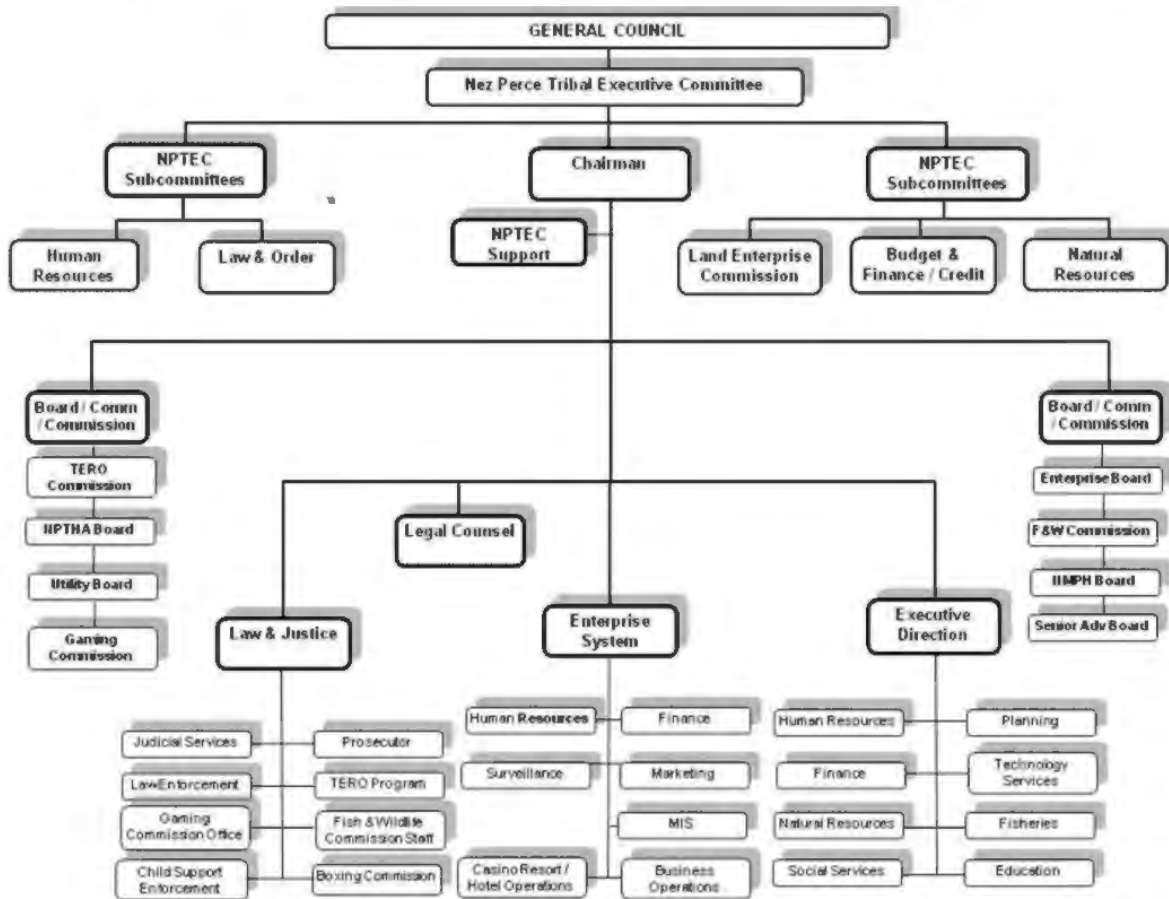 GENERAL COUNCIL
Nez Perce Tribal Executive Committee
NPTEC
Subcommittees
Chairman
NPTEC
Subcommittees
Human
Resources
Law & Order
NPTEC
Support
Land Enterprise
Commission
Budget &
Finance / Credit
Natural
Resources
Board / Comm
/ Commission
TERO
Commission
NPTHA Board
Utility Board
Gaming
Commission
Board / Comm
/ Commission
Enterprise Board
F&W Commission
NMPH Board
Senior Adv Board
Legal Counsel
Law & Justice
Enterprise
System
Executive
Direction
Judicial Services
Prosecutor
Law Enforcement
TERO Program
Gaming
Commission Office
Fish & Wildlife
Commission Staff
Child Support
Enforcement
Boxing Commission
Human Resources
Finance
Surveillance
Marketing
MIS
Casino Resort /
Hotel Operations
Business
Operations
Human Resources
Planning
Finance
Technology
Services
Natural Resources
Fisheries
Social Services
Education